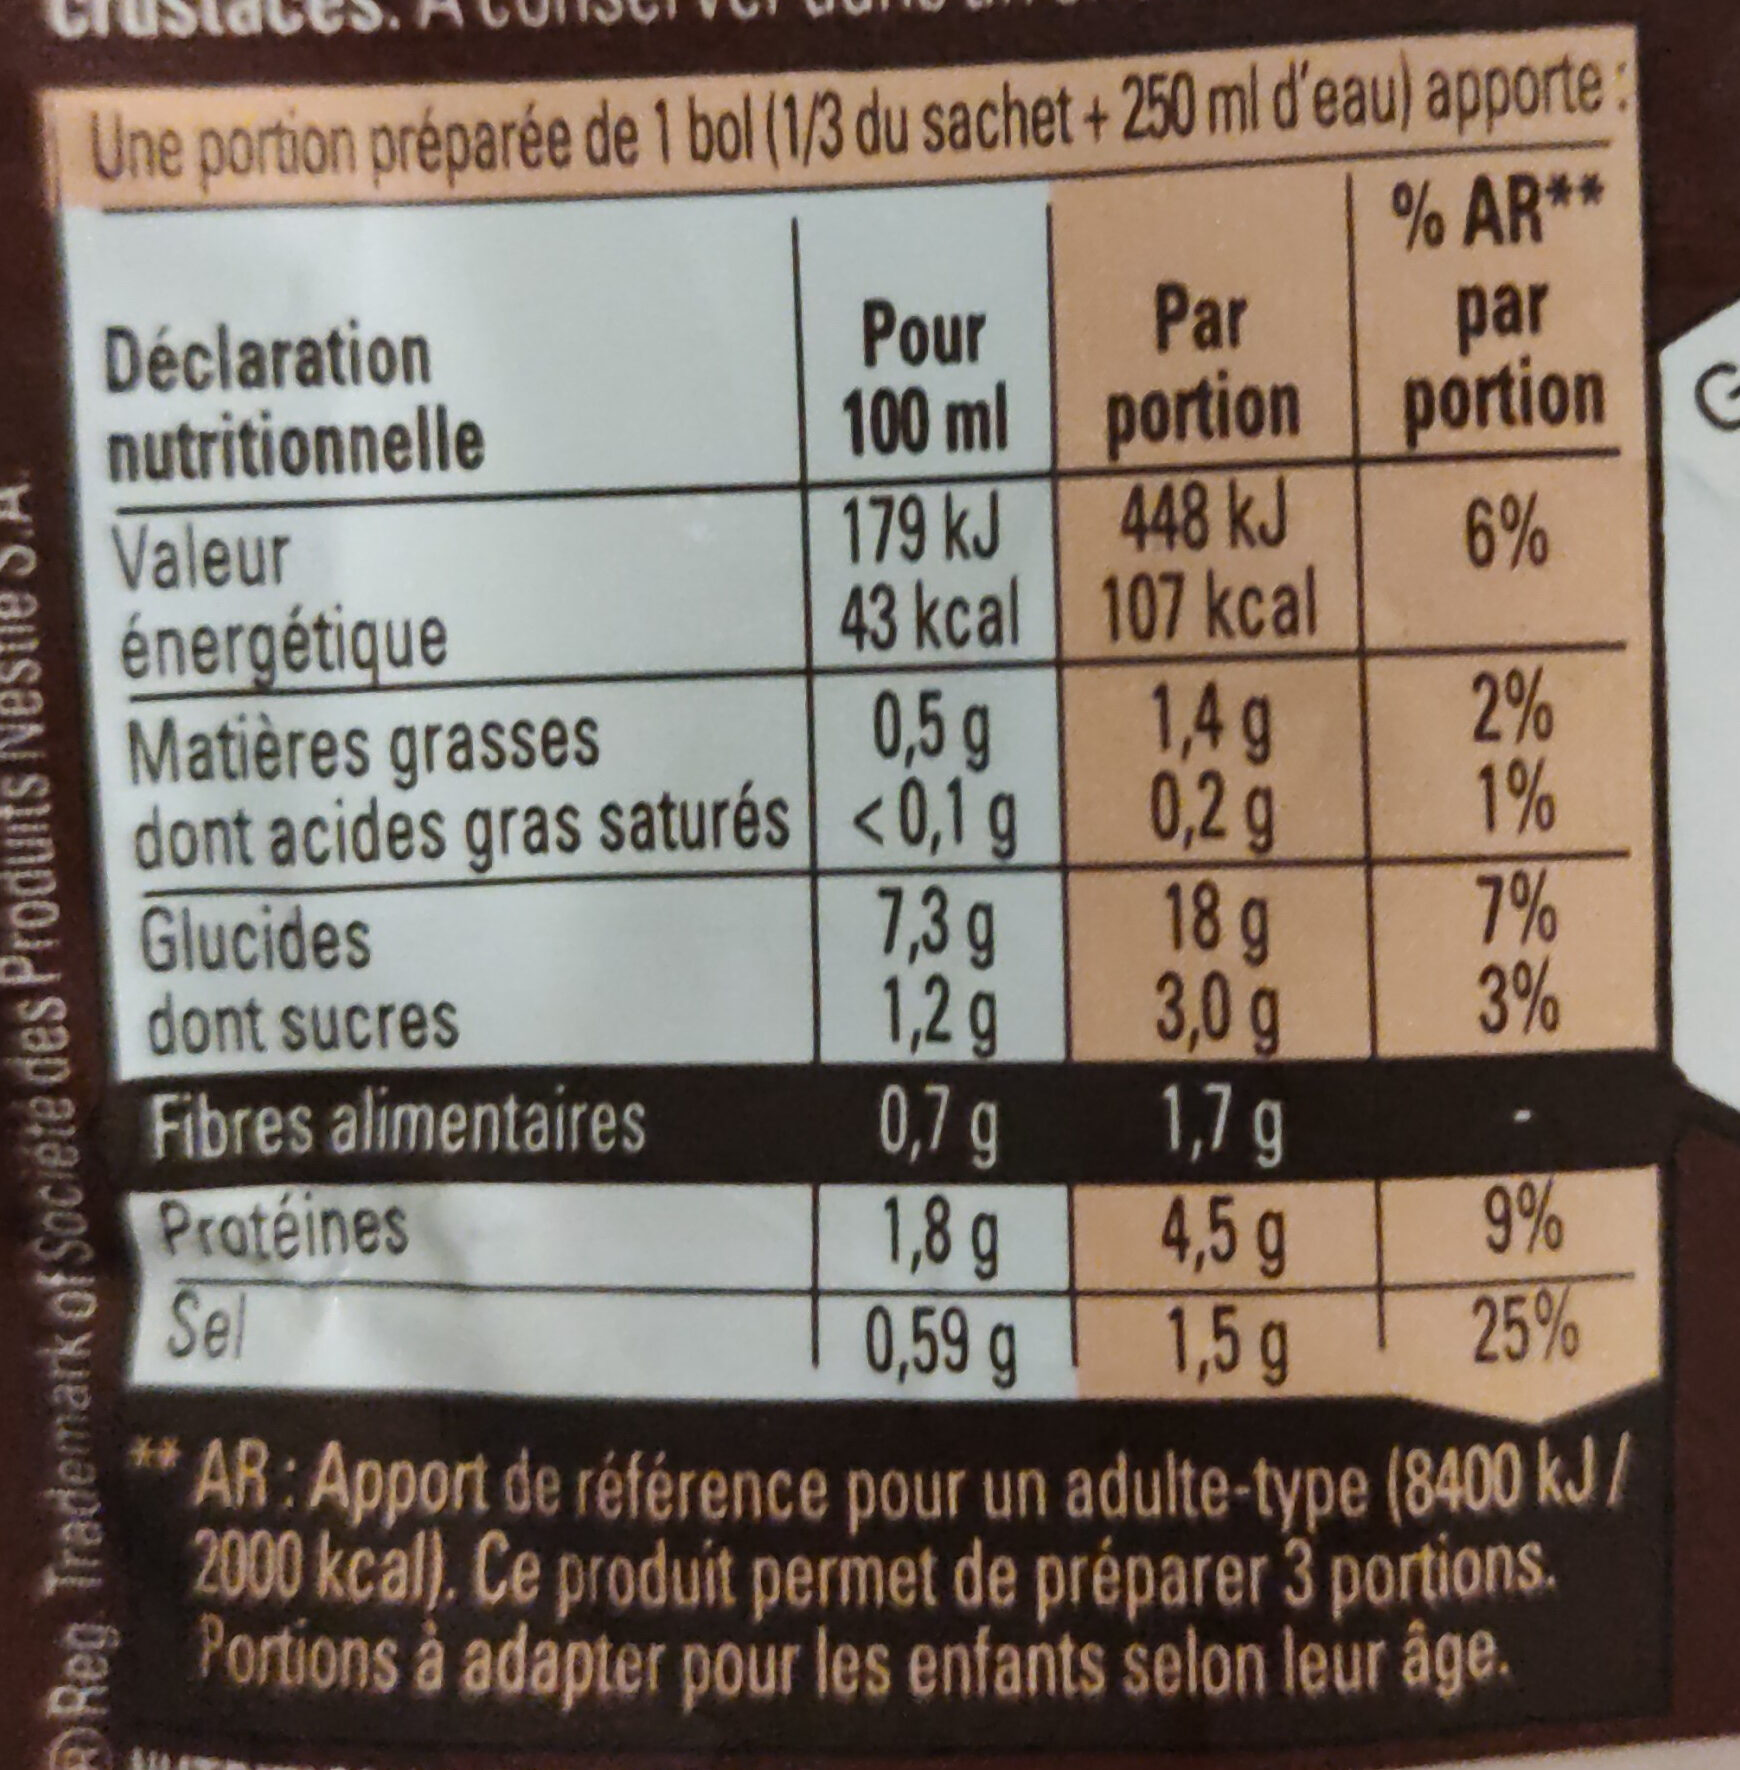 Une portion préparée de 1 bol (1/3 du sachet + 250 ml d'eau) apporte :
Déclaration nutritionnelle Pour 100 ml Par portion % AR** par portion
Valeur énergétique 179 kJ 43 kcal 448 kJ 107 kcal 6%
Matières grasses 0,5 g 1,4 g 2%
dont acides gras saturés < 0,1 g 0,2 g 1%
Glucides 7,3 g 18 g 7%
dont sucres 1,2 g 3,0 g 3%
Fibres alimentaires 0,7 g 1,7 g -
Protéines 1,8 g 4,5 g 9%
Sel 0,59 g 1,5 g 25%
** AR : Apport de référence pour un adulte-type (8400 kJ /
2000 kcal). Ce produit permet de préparer 3 portions.
Portions à adapter pour les enfants selon leur âge.
® Reg. Trademark of Société des Produits Nestlé S.A.